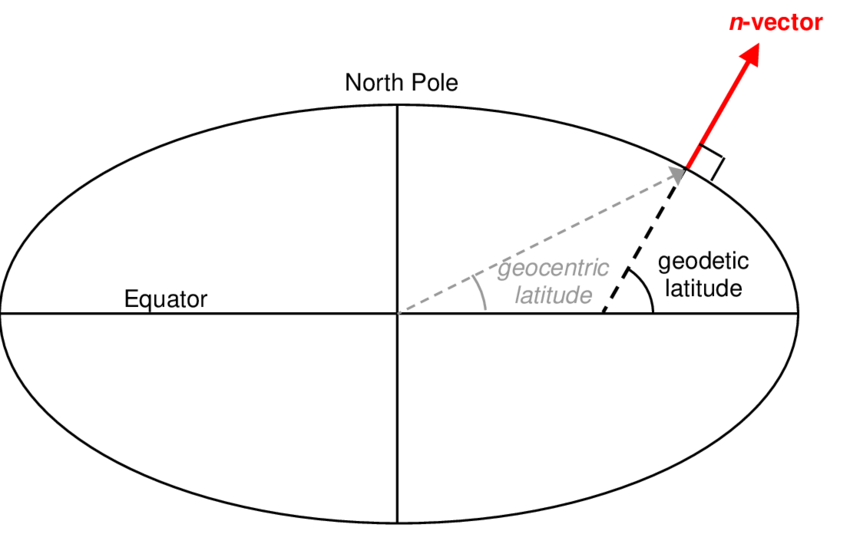 n-vector
North Pole
geocentric
latitude
geodetic
latitude
Equator